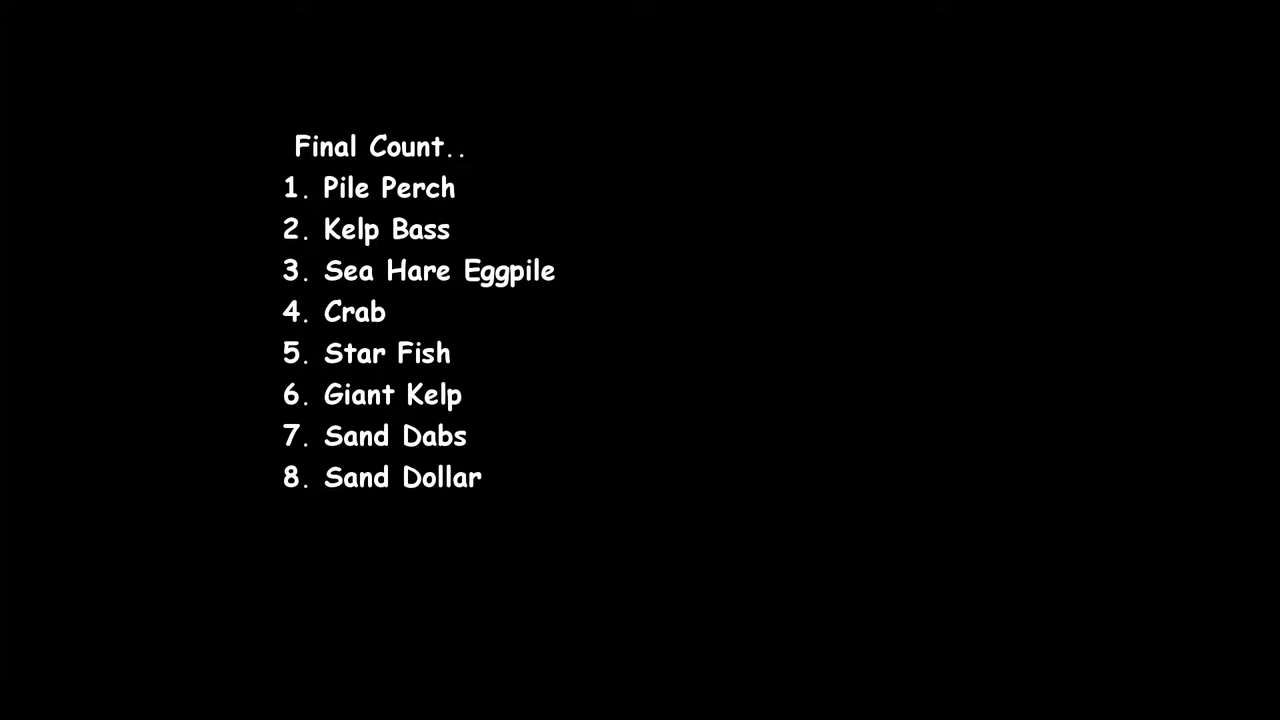 Final Count..
1. Pile Perch
2. Kelp Bass
3. Sea Hare Eggpile
4. Crab
5. Star Fish
6. Giant Kelp
7. Sand Dabs
8. Sand Dollar